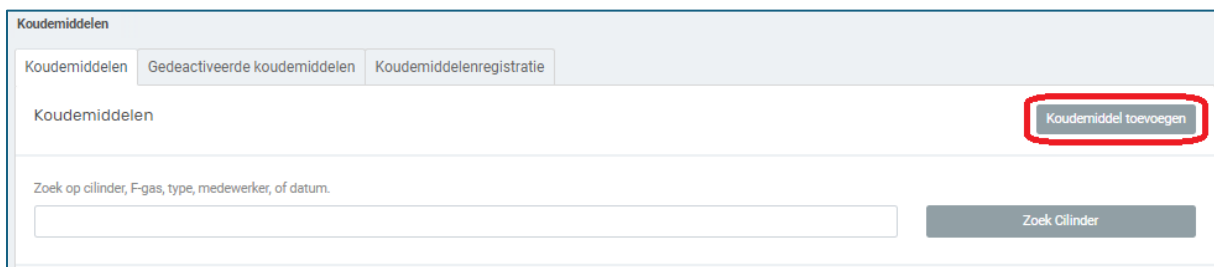 Koudemiddelen
Koudemiddelen Gedeactiveerde koudemiddelen Koudemiddelenregistratie
Koudemiddelen Koudemiddel toevoegen
Zoek op cilinder, F-gas, type, medewerker, of datum.
Zoek Cilinder